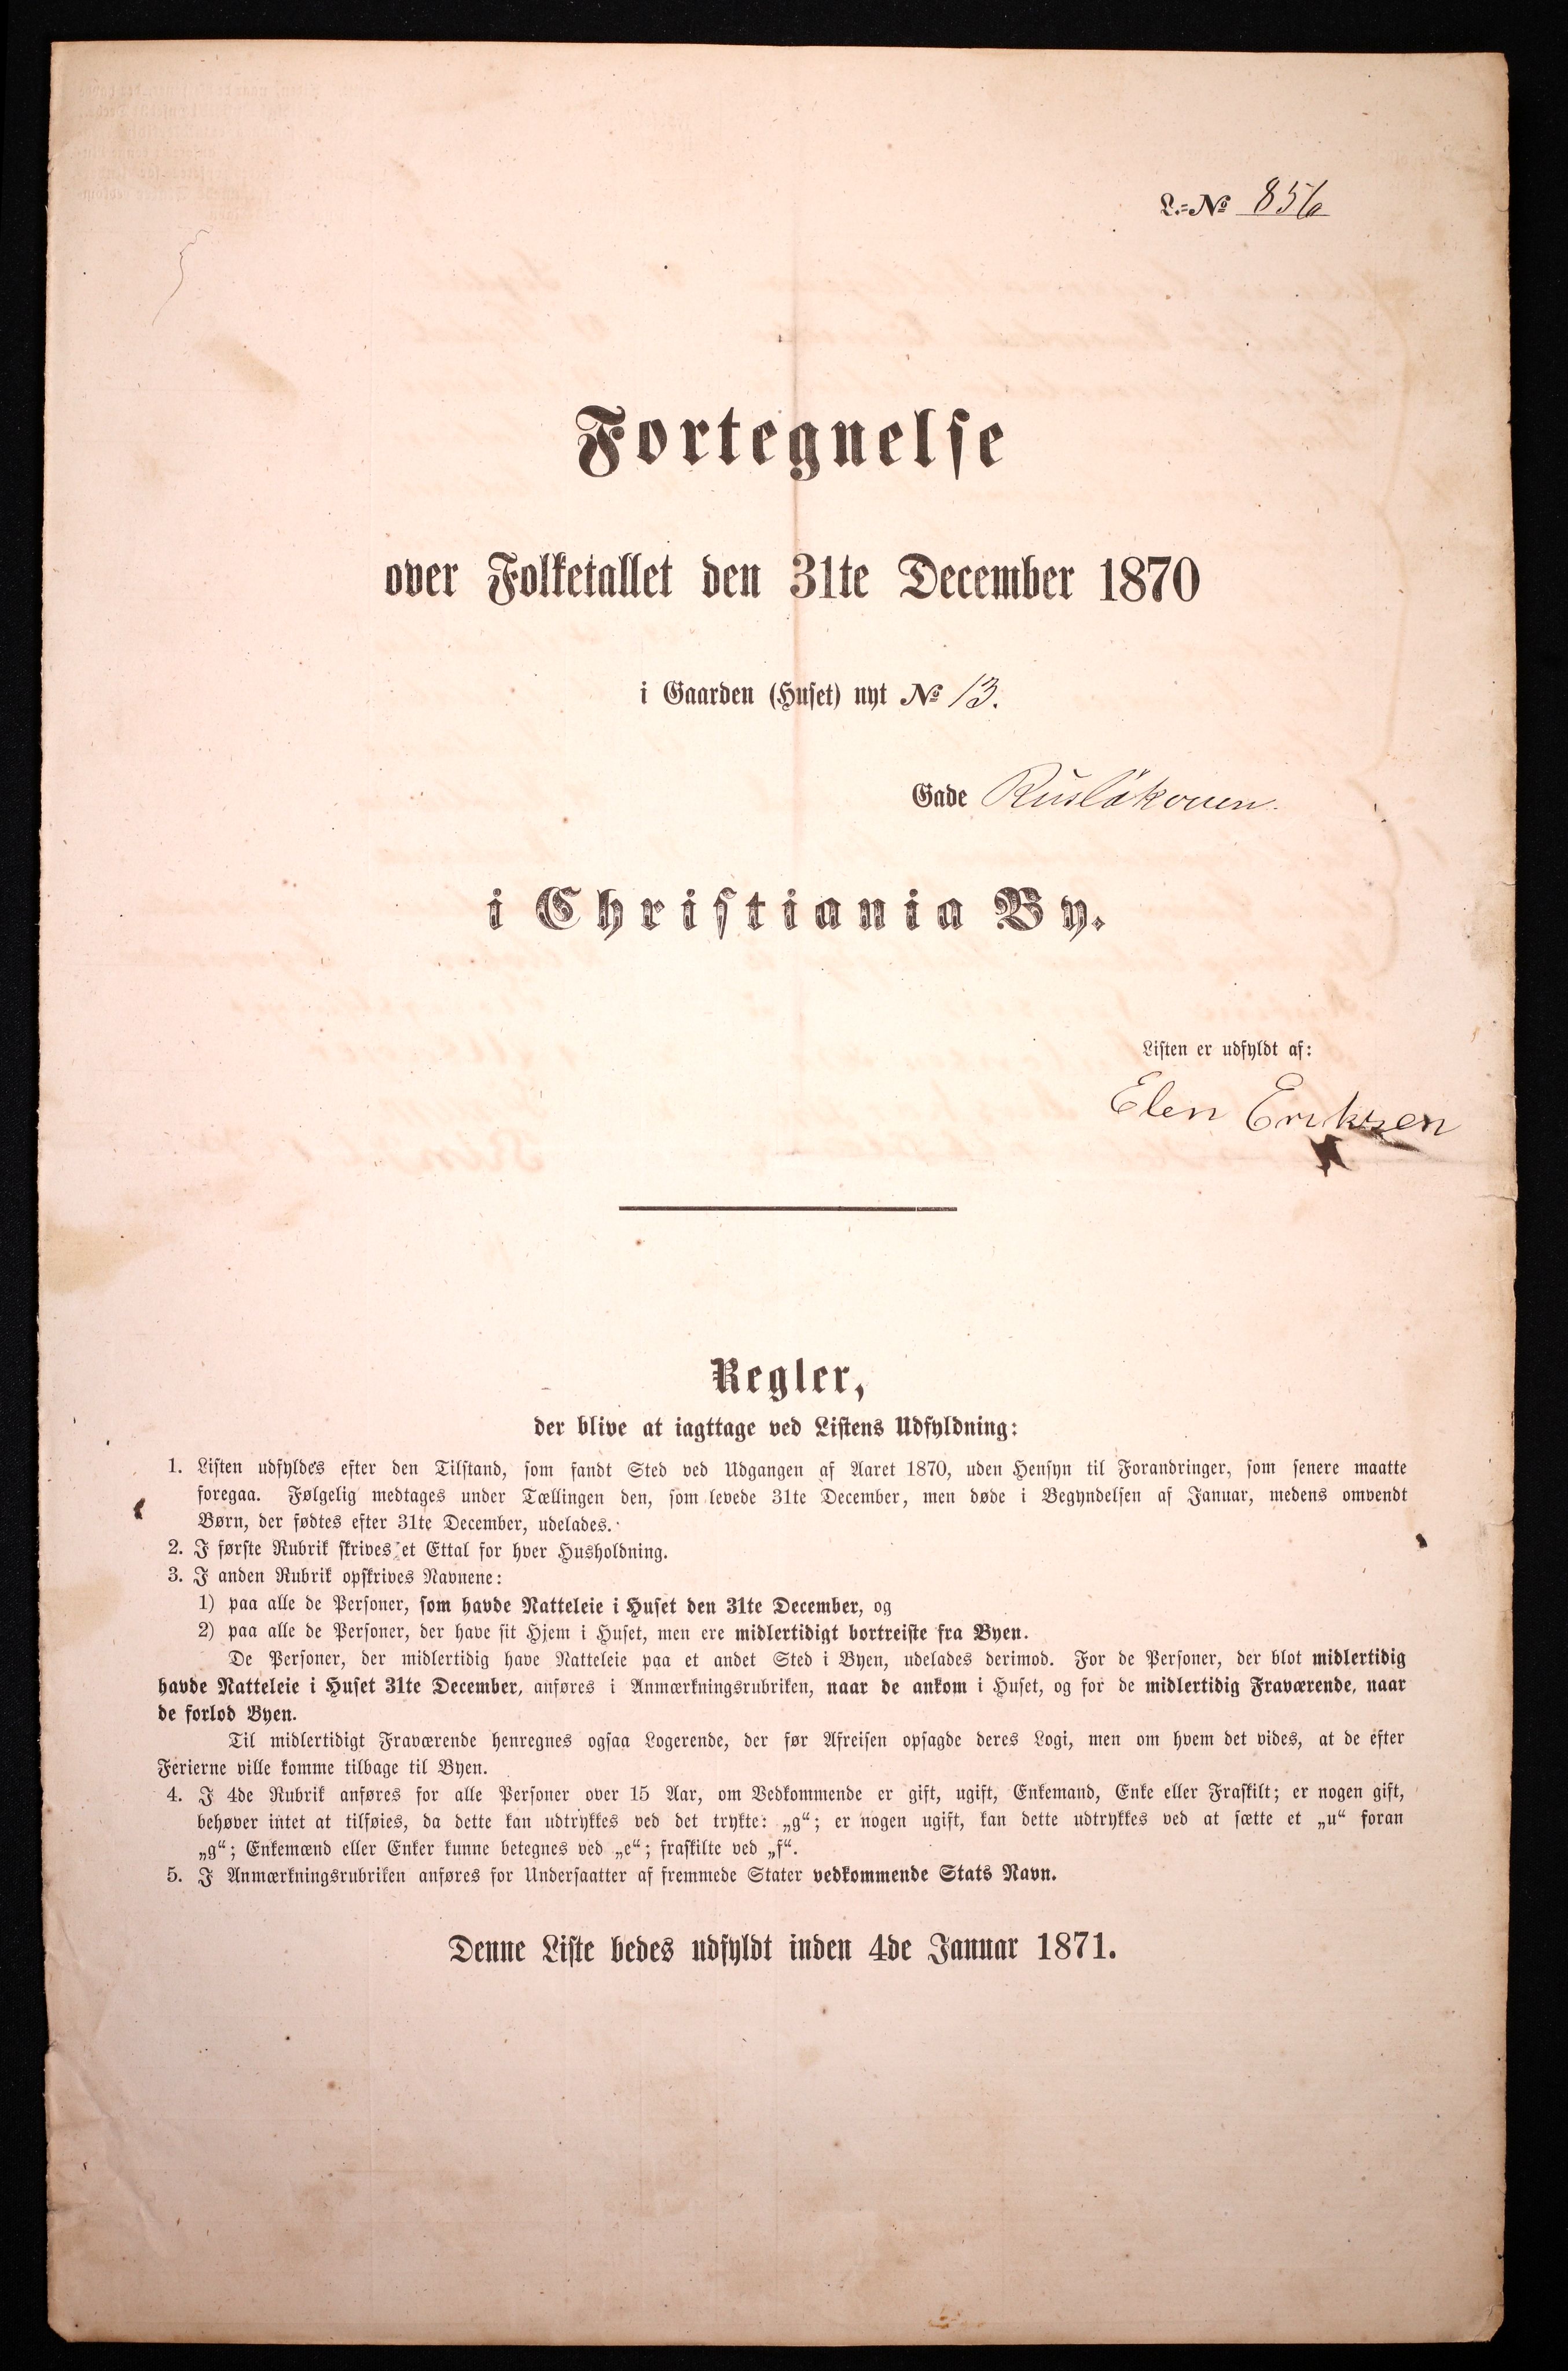 L.=№ 856
Fortegnelse
over Folketallet den 31te December 1870
i Gaarden (Huset) nyt № 13.
Gade Rusløkveien.
i Christiania By.
Listen er udfyldt af:
Elen Eriksen
Regler,
der blive at iagttage ved Listens Udfyldning:
1. Listen udfyldes efter den Tilstand, som fandt Sted ved Udgangen af Aaret 1870, uden Hensyn til Forandringer, som senere maatte
foregaa. Følgelig medtages under Tællingen den, som levede 31te December, men døde i Begyndelsen af Januar, medens omvendt
Børn, der fødtes efter 31te December, udelades.
2. I første Rubrik skrives et Ettal for hver Husholdning.
3. I anden Rubrik opskrives Navnene:
1) paa alle de Personer, som havde Natteleie i Huset den 31te December, og
2) paa alle de Personer, der have sit Hjem i Huset, men ere midlertidigt bortreiste fra Byen.
De Personer, der midlertidig have Natteleie paa et andet Sted i Byen, udelades derimod. For de Personer, der blot midlertidig
havde Natteleie i Huset 31te December, anføres i Anmærkningsrubriken, naar de ankom i Huset, og for de midlertidig Fraværende, naar
de forlod Byen.
Til midlertidigt Fraværende henregnes ogsaa Logerende, der før Afreisen opsagde deres Logi, men om hvem det vides, at de efter
Ferierne ville komme tilbage til Byen.
4. I 4de Rubrik anføres for alle Personer over 15 Aar, om Vedkommende er gift, ugift, Enkemand, Enke eller Fraskilt; er nogen gift,
behøver intet at tilføies, da dette kan udtrykkes ved det trykte: „g“; er nogen ugift, kan dette udtrykkes ved at sætte et „u“ foran
„g“; Enkemænd eller Enker kunne betegnes ved „e“; fraskilte ved „f“.
5. I Anmærkningsrubriken anføres for Undersaatter af fremmede Stater vedkommende Stats Navn.
Denne Liste bedes udfyldt inden 4de Januar 1871.